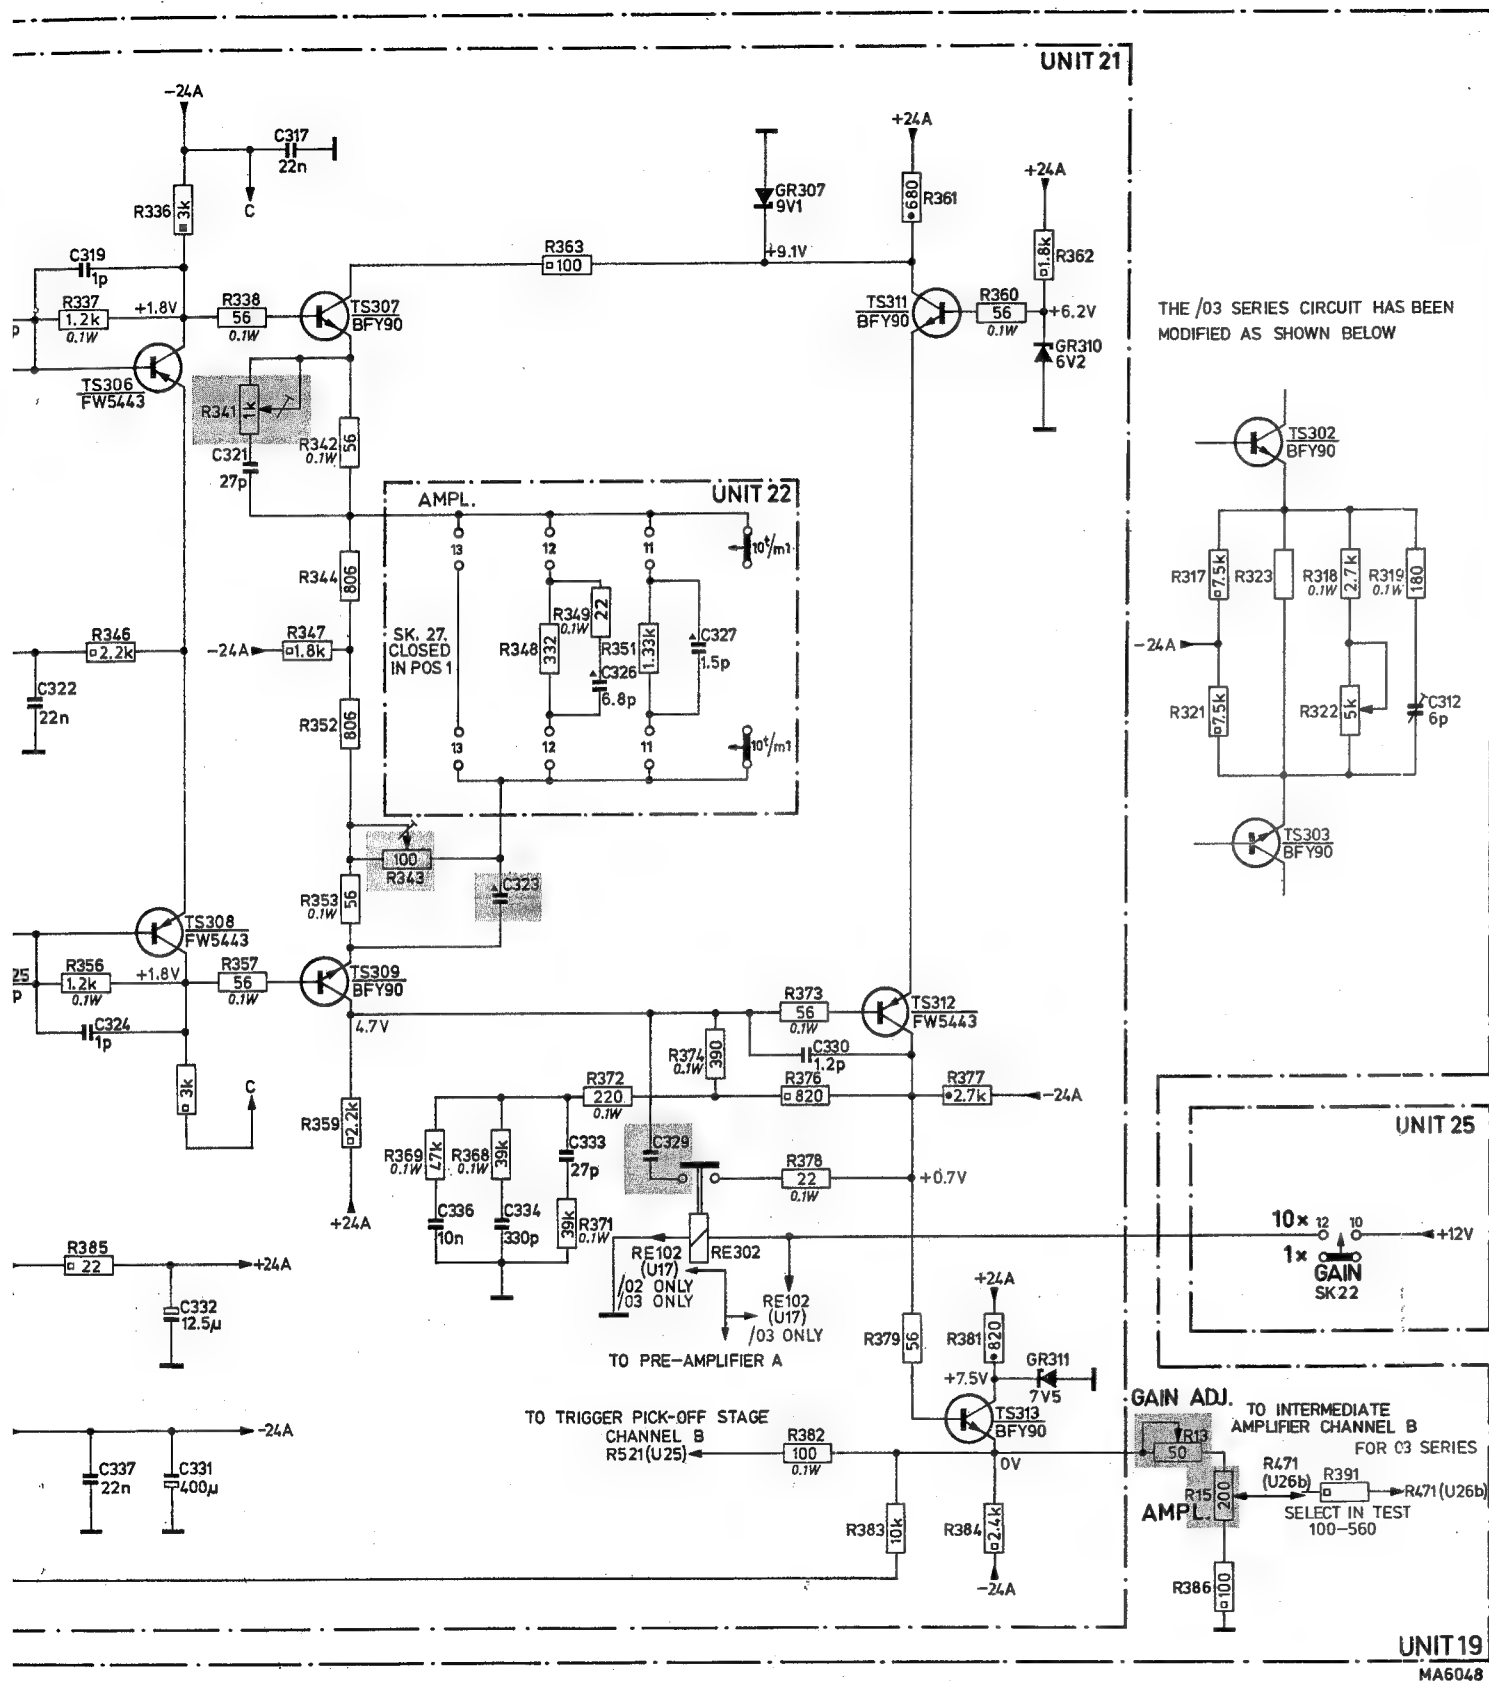 UNIT 21
-24A
C317
22n
R336
3k
C
C319
1p
R337
1.2k
0.1W
+1.8V
R338
56
0.1W
TS307
BFY90
TS306
FW5443
R363
100
GR307
9V1
+9.1V
+24A
680
R361
+24A
1.8k
R362
TS311
BFY90
R360
56
0.1W
+6.2V
GR310
6V2
P
R341
1k
C321
27p
R342
0.1W
56
THE /03 SERIES CIRCUIT HAS BEEN
MODIFIED AS SHOWN BELOW
TS302
BFY90
R317
7.5k
R323
R318
0.1W
2.7k
R319
0.1W
180
-24A
R321
7.5k
R322
5k
C312
6p
TS303
BFY90
UNIT 22
AMPL.
13
12
11
10t/m1
SK. 27.
CLOSED
IN POS 1
R348
332
R349
0.1W
22
C326
6.8p
R351
1.33k
C327
1.5p
13
12
11
10t/m1
R344
806
R346
2.2k
-24A
R347
1.8k
C322
22n
R352
806
100
R343
C323
R353
0.1W
56
TS308
FW5443
25
P
R356
1.2k
0.1W
+1.8V
R357
56
0.1W
TS309
BFY90
C324
1p
3k
C
4.7V
R359
2.2k
+24A
R373
56
0.1W
TS312
FW5443
R374
0.1W
390
C330
1.2p
R372
220
0.1W
R376
820
R377
2.7k
-24A
R369
0.1W
47k
R368
0.1W
39k
C333
27p
C329
R378
22
0.1W
+0.7V
C336
10n
C334
330p
39k
R371
0.1W
RE102
(U17)
/02 ONLY
/03 ONLY
RE302
RE102
(U17)
/03 ONLY
TO PRE-AMPLIFIER A
UNIT 25
10x
12
10
+12V
1x
GAIN
SK22
R385
22
+24A
C332
12.5µ
-24A
C337
22n
C331
400µ
+24A
R379
56
R381
820
GR311
7V5
+7.5V
TS313
BFY90
0V
TO TRIGGER PICK-OFF STAGE
CHANNEL B
R521(U25)
R382
100
0.1W
R383
10k
R384
2.4k
-24A
GAIN ADJ.
R13
50
TO INTERMEDIATE
AMPLIFIER CHANNEL B
FOR 03 SERIES
R15
200
AMPL.
R471
(U26b)
R391
R471(U26b)
SELECT IN TEST
100-560
R386
100
UNIT 19
MA6048